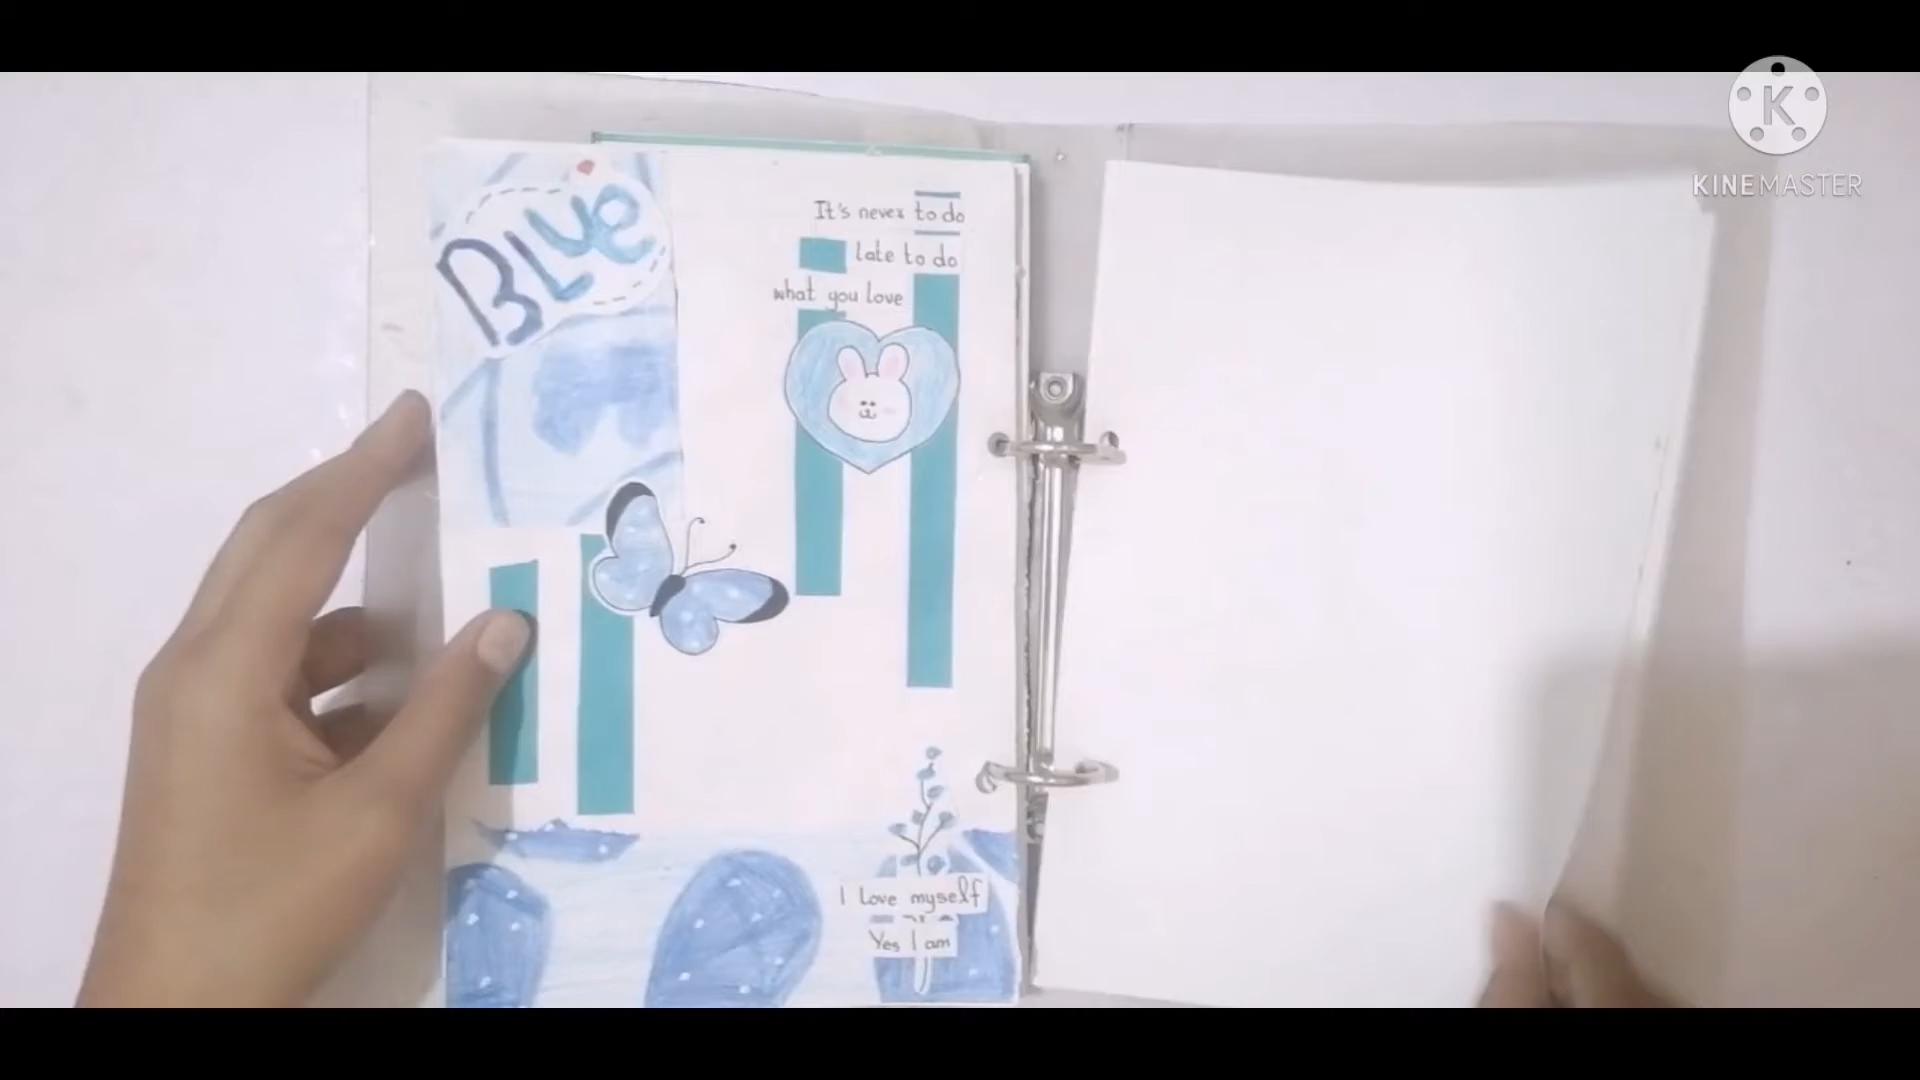 BLUe
It's never to do
late to do
what you love
I Love myself
Yes I am
KINEMASTER